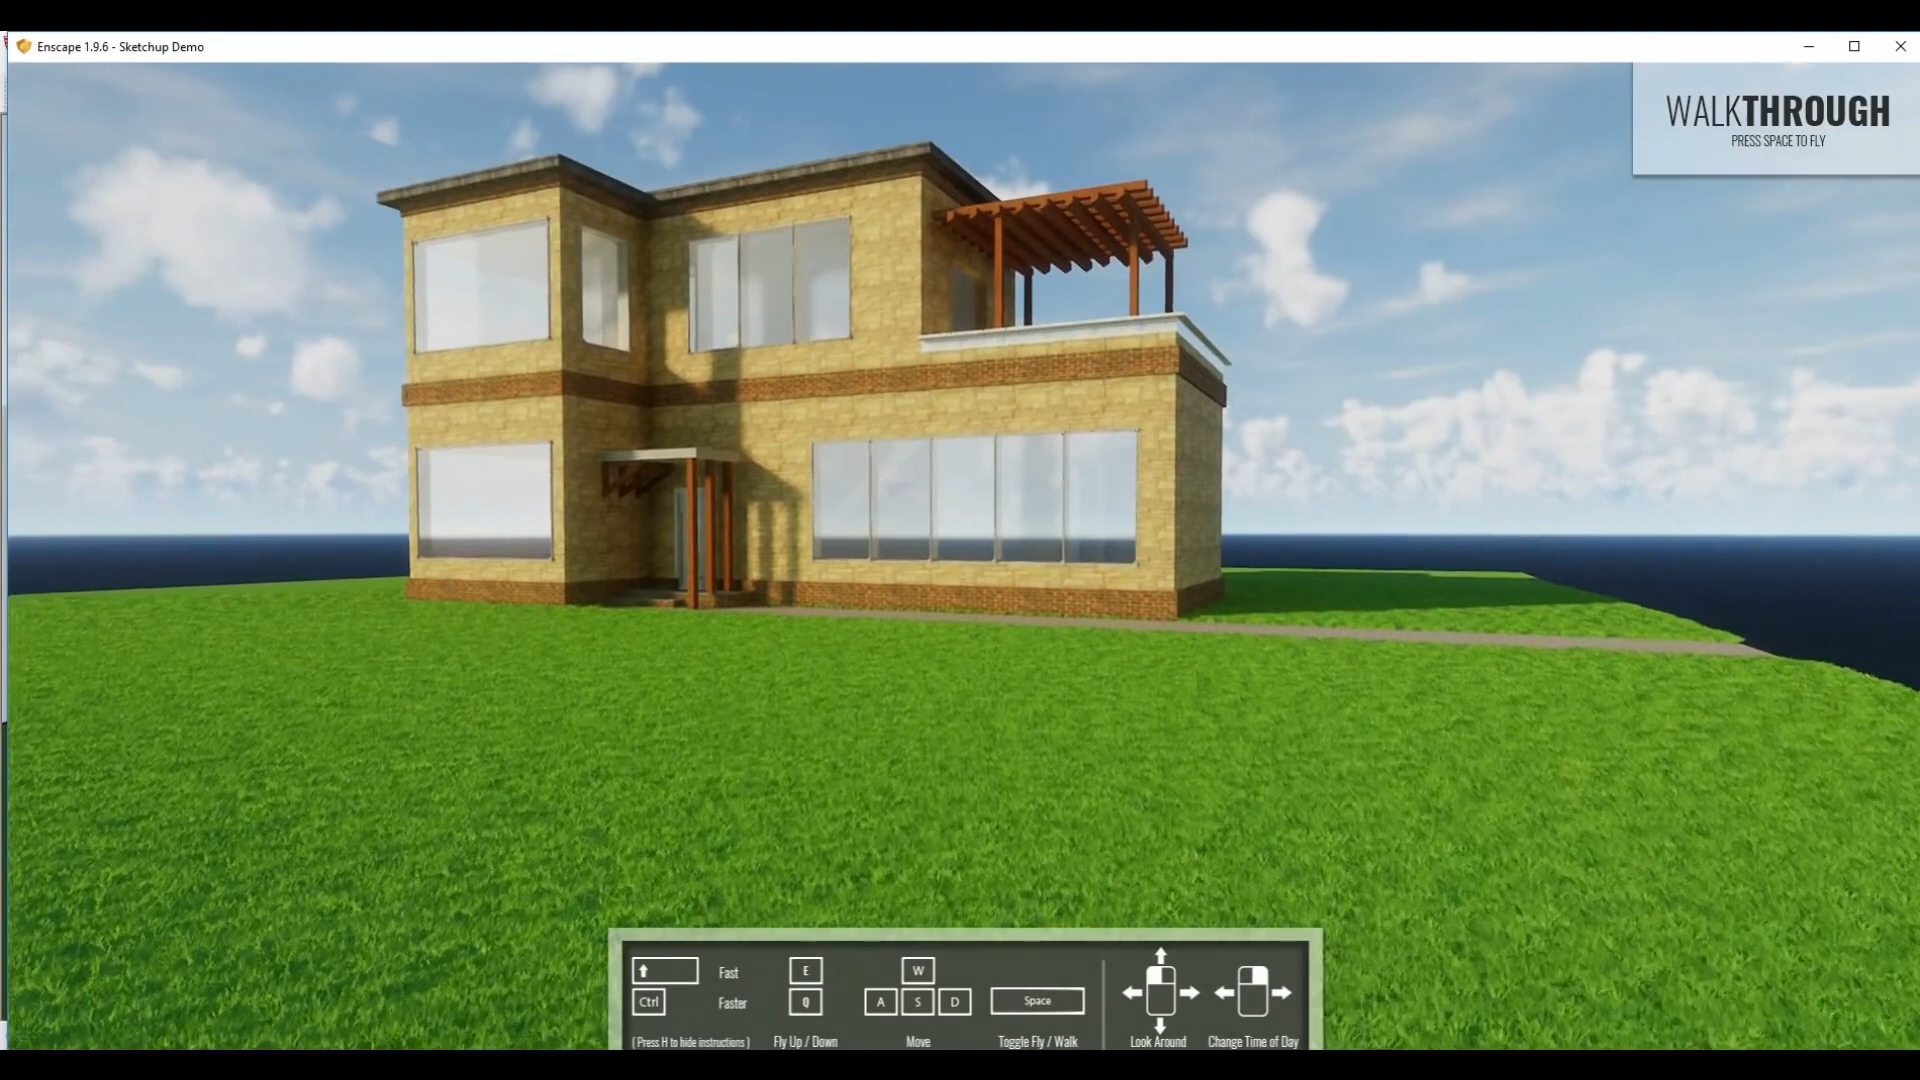 Enscape 1.9.6 - Sketchup Demo
WALKTHROUGH
PRESS SPACE TO FLY
Fast
E
W
Ctrl
Faster
Q
A
S
D
Space
( Press H to hide instructions )
Fly Up / Down
Move
Toggle Fly / Walk
Look Around
Change Time of Day